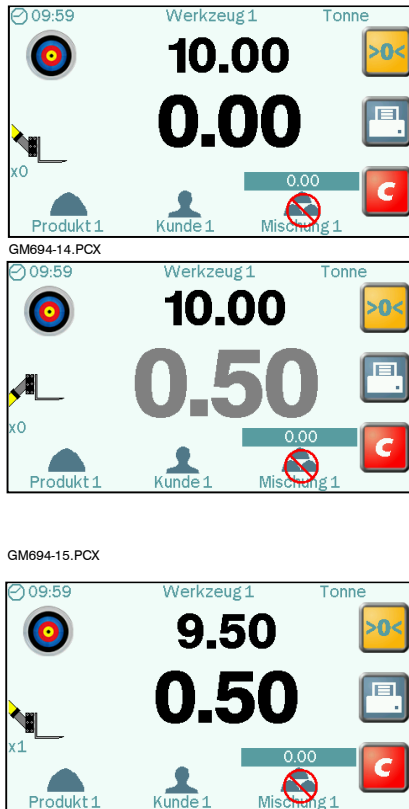 09:59 Werkzeug 1 Tonne
10.00 >0<
0.00
x0
0.00 C
Produkt 1 Kunde 1 Mischung 1
GM694-14.PCX
09:59 Werkzeug 1 Tonne
10.00 >0<
0.50
x0
0.00 C
Produkt 1 Kunde 1 Mischung 1
GM694-15.PCX
09:59 Werkzeug 1 Tonne
9.50 >0<
0.50
x1
0.00 C
Produkt 1 Kunde 1 Mischung 1